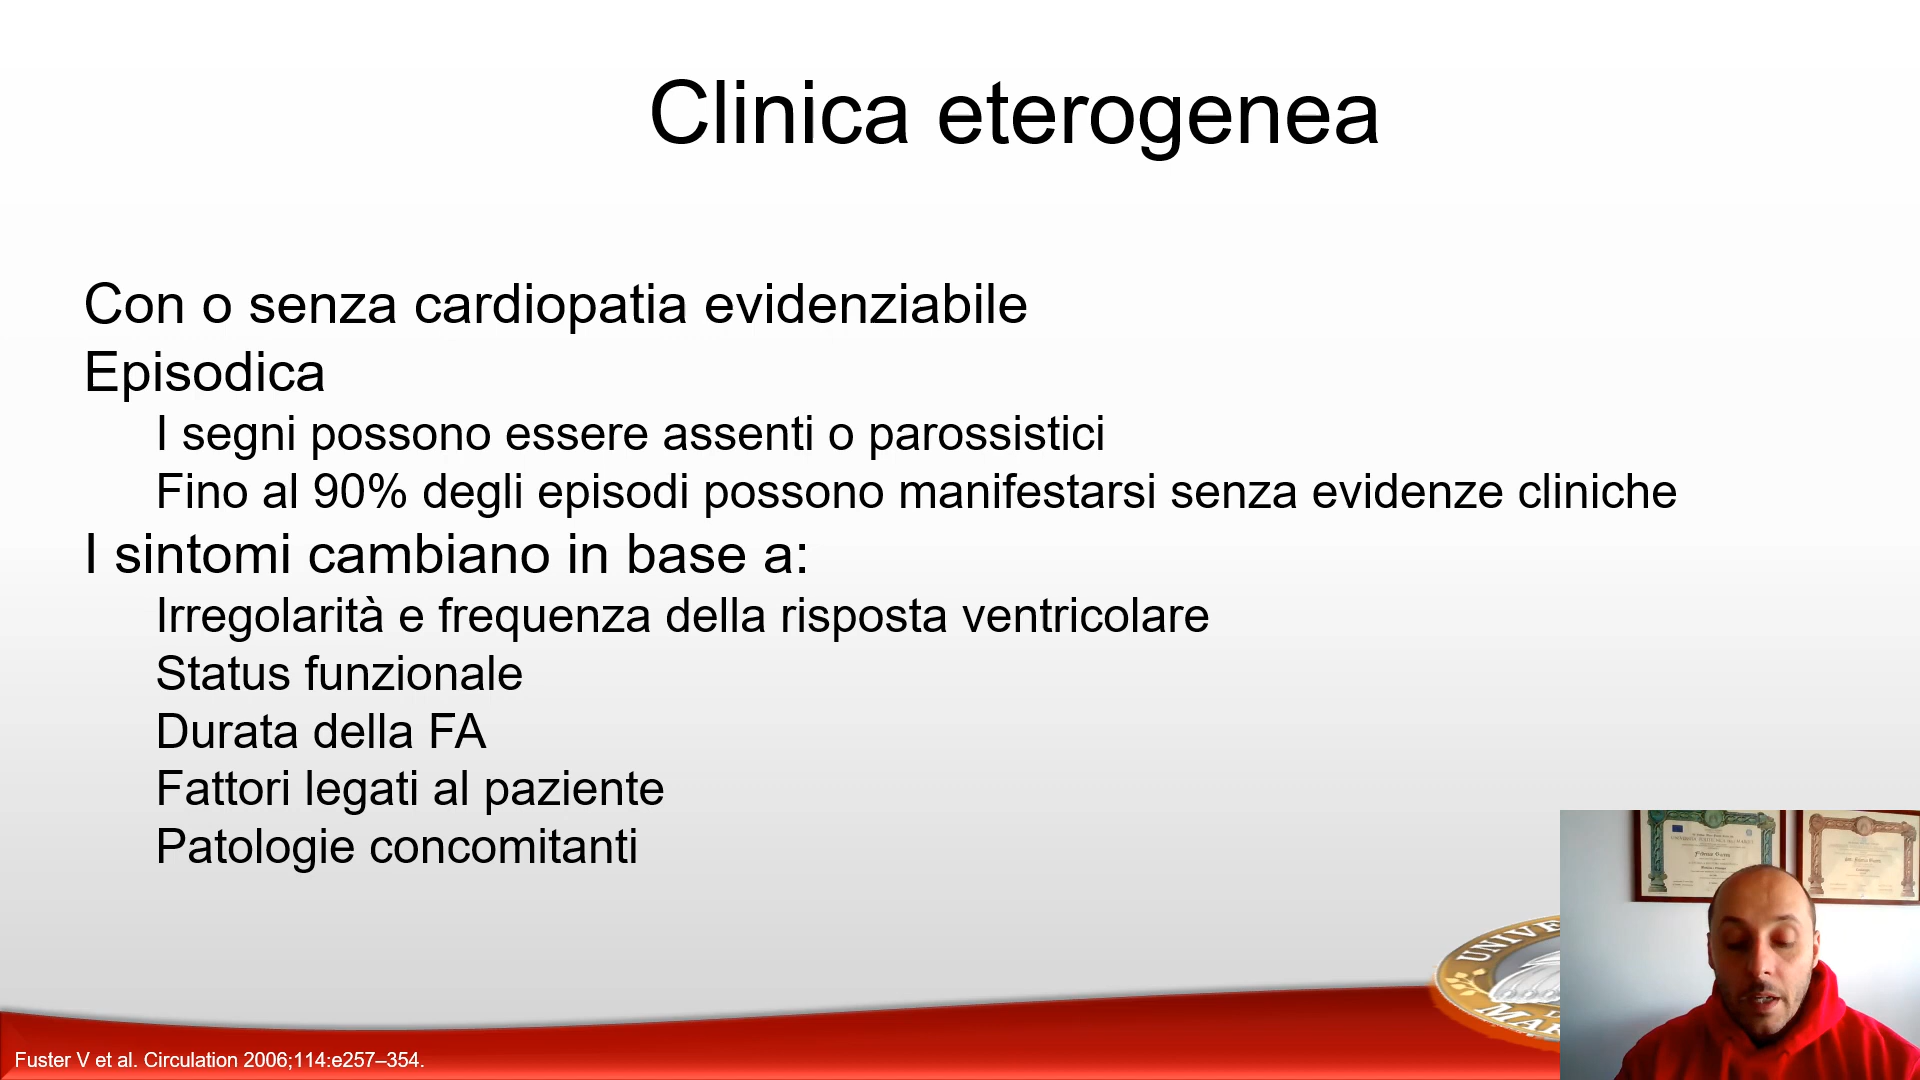 Clinica eterogenea
Con o senza cardiopatia evidenziabile
Episodica
I segni possono essere assenti o parossistici
Fino al 90% degli episodi possono manifestarsi senza evidenze cliniche
I sintomi cambiano in base a:
Irregolarità e frequenza della risposta ventricolare
Status funzionale
Durata della FA
Fattori legati al paziente
Patologie concomitanti
Fuster V et al. Circulation 2006;114:e257–354.